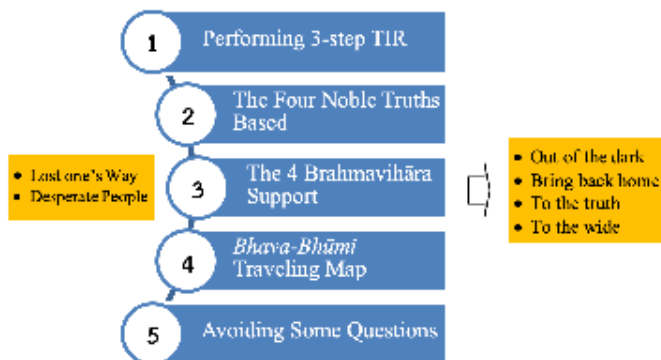 1
Performing 3-step TIR
2
The Four Noble Truths
Based
• Lost one's Way
• Desperate People
3
The 4 Brahmavihāra
Support
• Out of the dark
• Bring back home
• To the truth
• To the wide
4
Bhava-Bhūmi
Traveling Map
5
Avoiding Some Questions